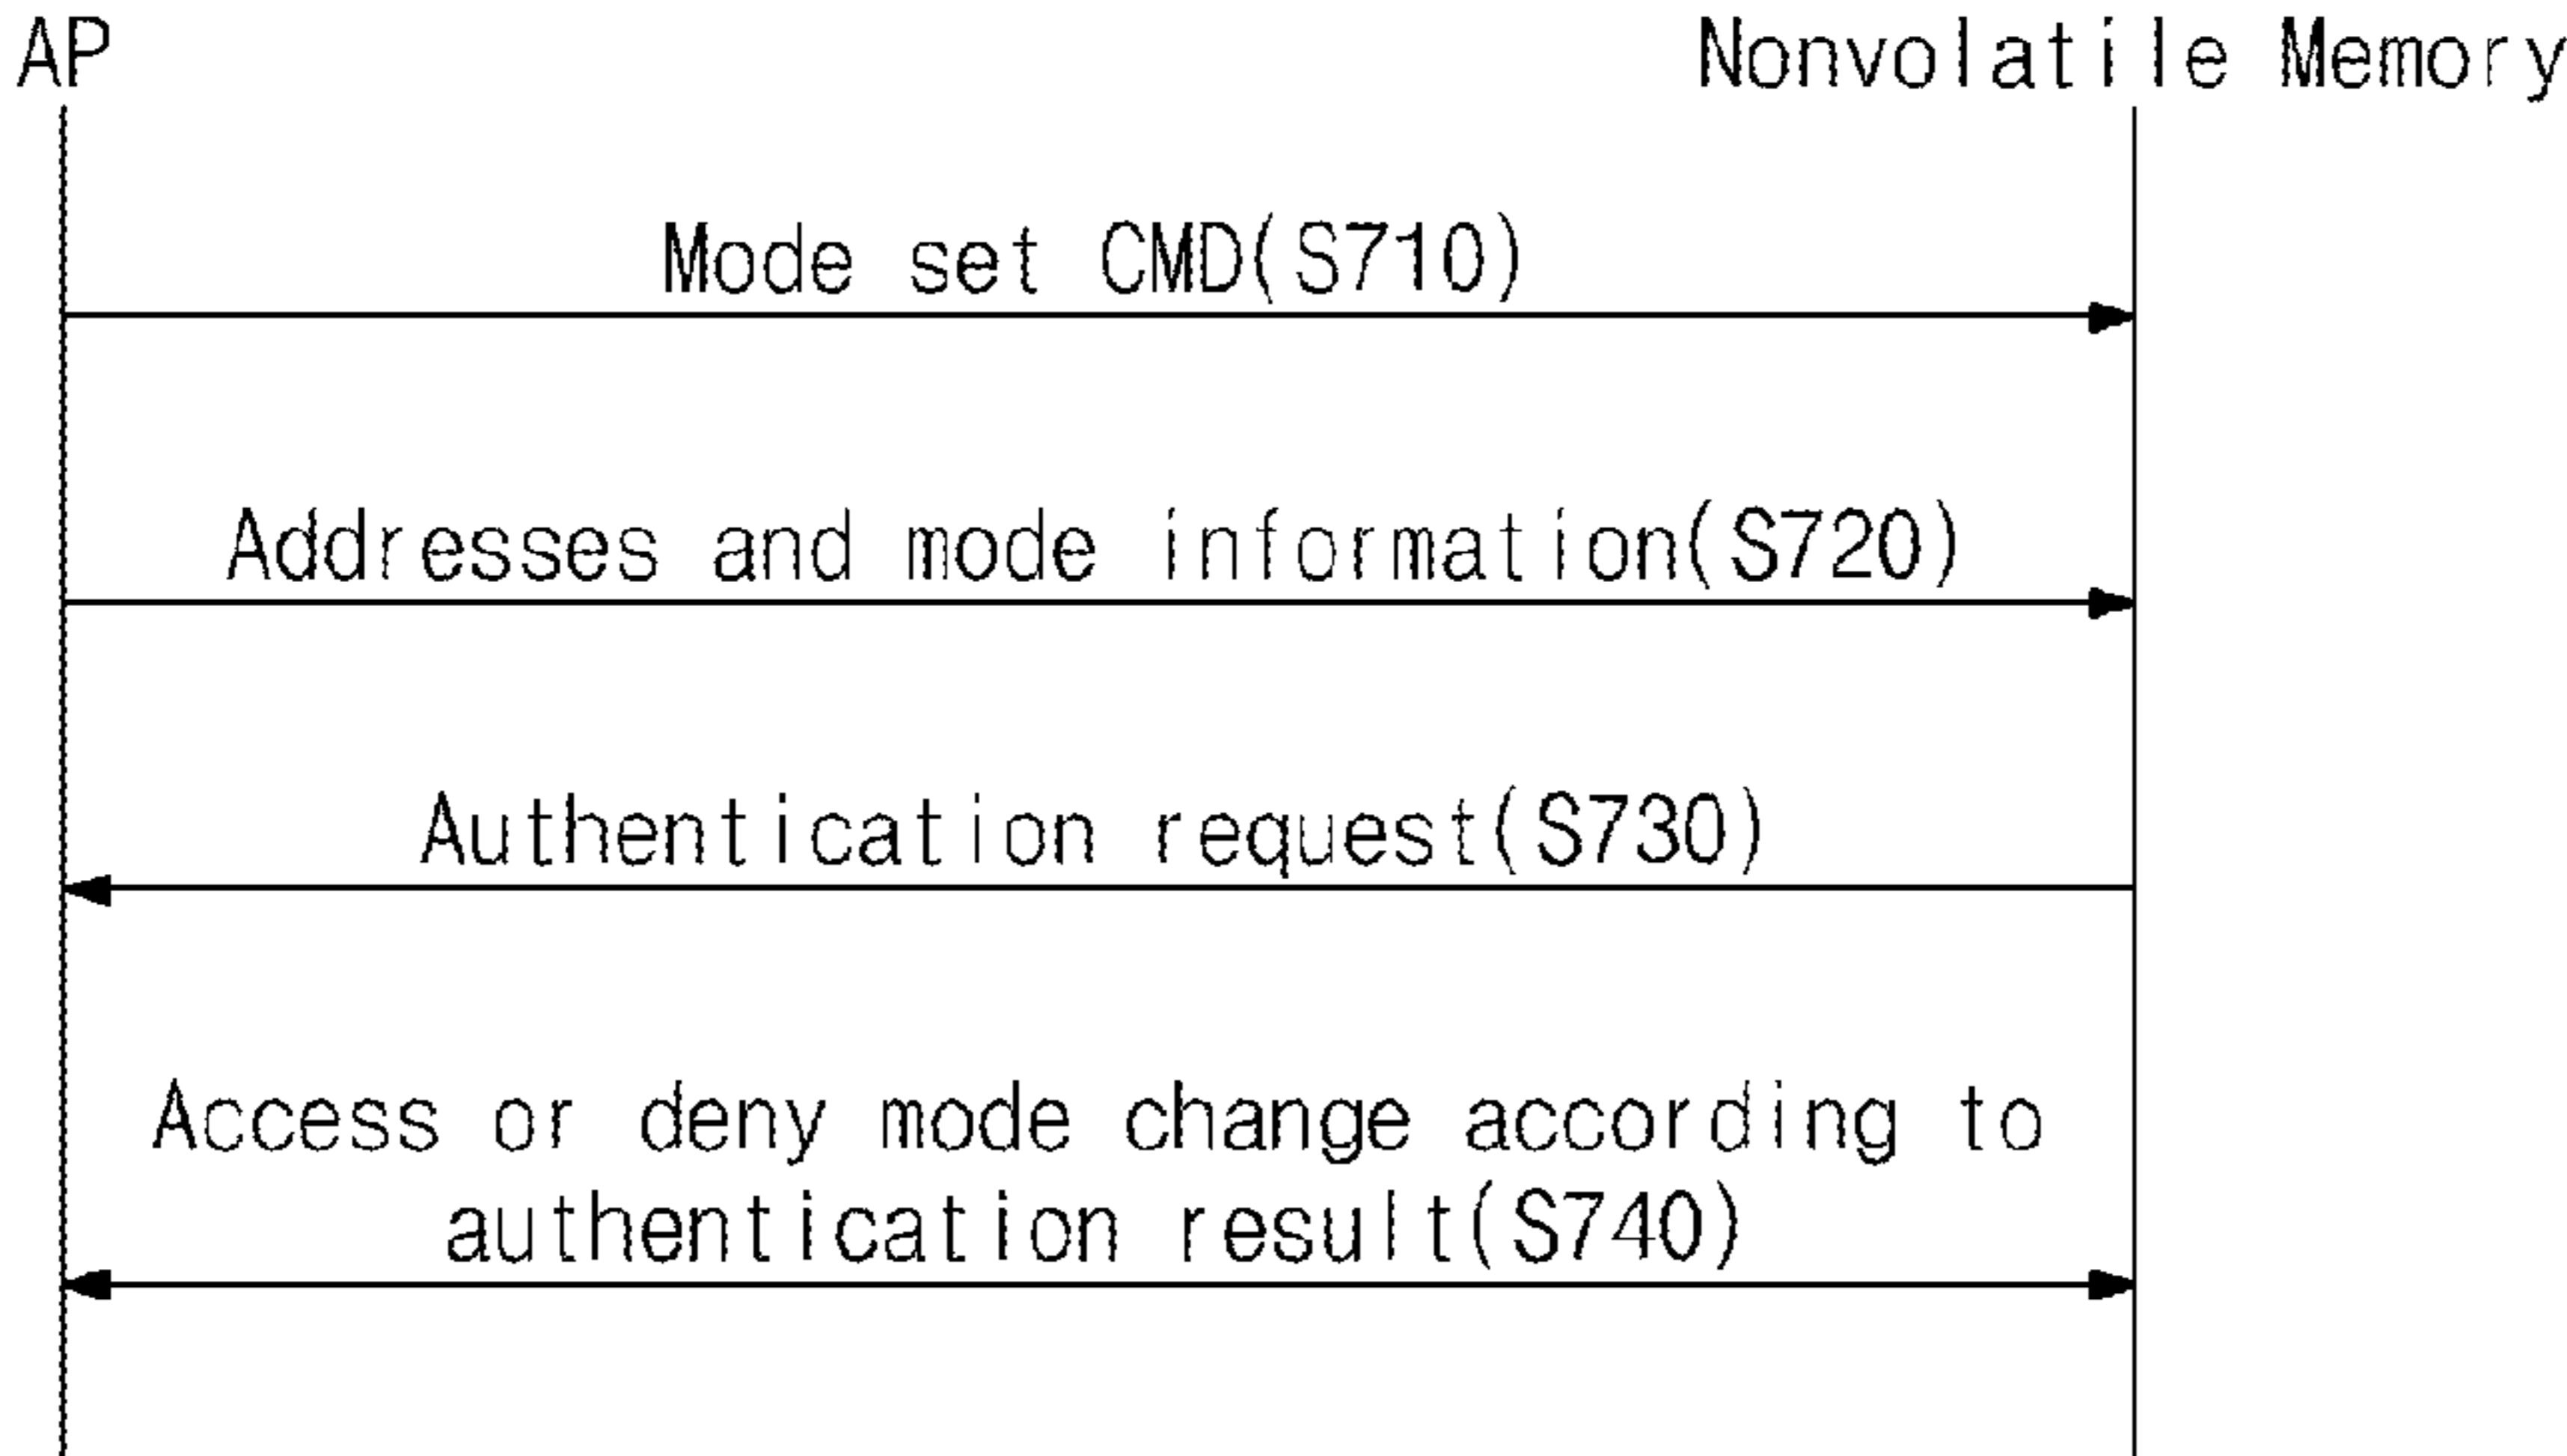 AP
Nonvolatile Memory
Mode set CMD(S710)
Addresses and mode information(S720)
Authentication request(S730)
Access or deny mode change according to
authentication result(S740)